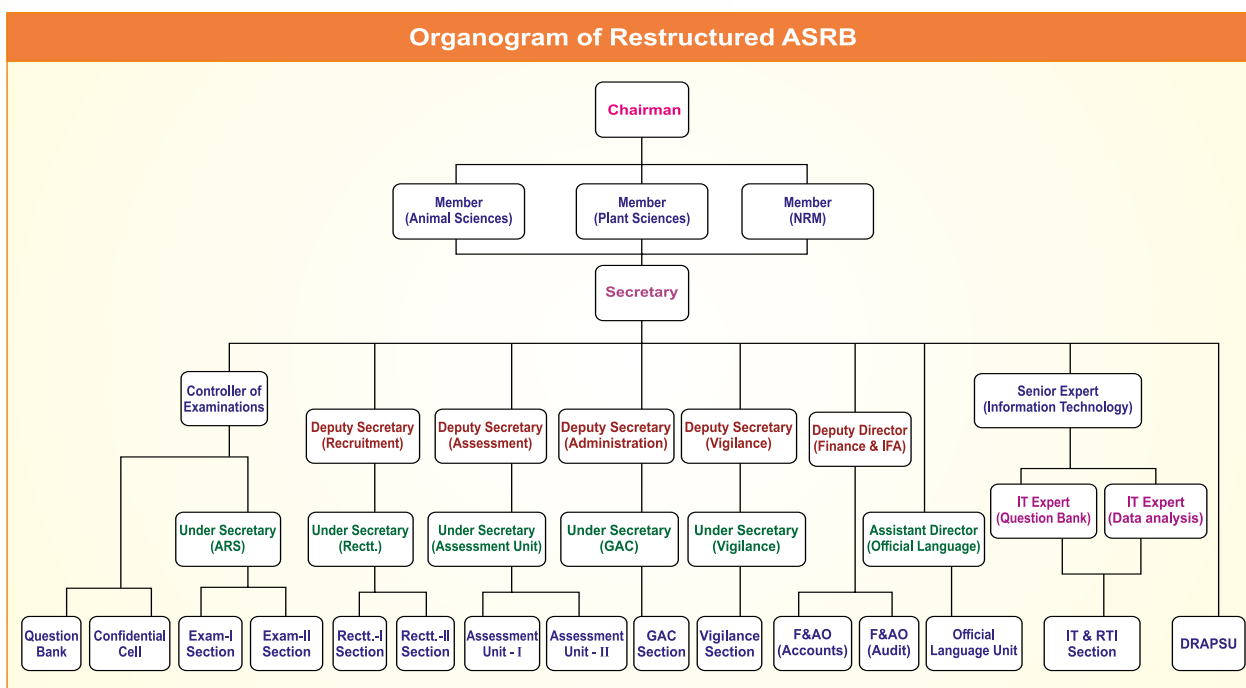 Organogram of Restructured ASRB
Chairman
Member
(Animal Sciences)
Member
(Plant Sciences)
Member
(NRM)
Secretary
Controller of
Examinations
Senior Expert
(Information Technology)
Deputy Secretary
(Recruitment)
Deputy Secretary
(Assessment)
Deputy Secretary
(Administration)
Deputy Secretary
(Vigilance)
Deputy Director
(Finance & IFA)
IT Expert
(Question Bank)
IT Expert
(Data analysis)
Under Secretary
(ARS)
Under Secretary
(Rectt.)
Under Secretary
(Assessment Unit)
Under Secretary
(GAC)
Under Secretary
(Vigilance)
Assistant Director
(Official Language)
Question
Bank
Confidential
Cell
Exam-I
Section
Exam-II
Section
Rectt.-I
Section
Rectt.-II
Section
Assessment
Unit - I
Assessment
Unit - II
GAC
Section
Vigilance
Section
F&AO
(Accounts)
F&AO
(Audit)
Official
Language Unit
IT & RTI
Section
DRAPSU